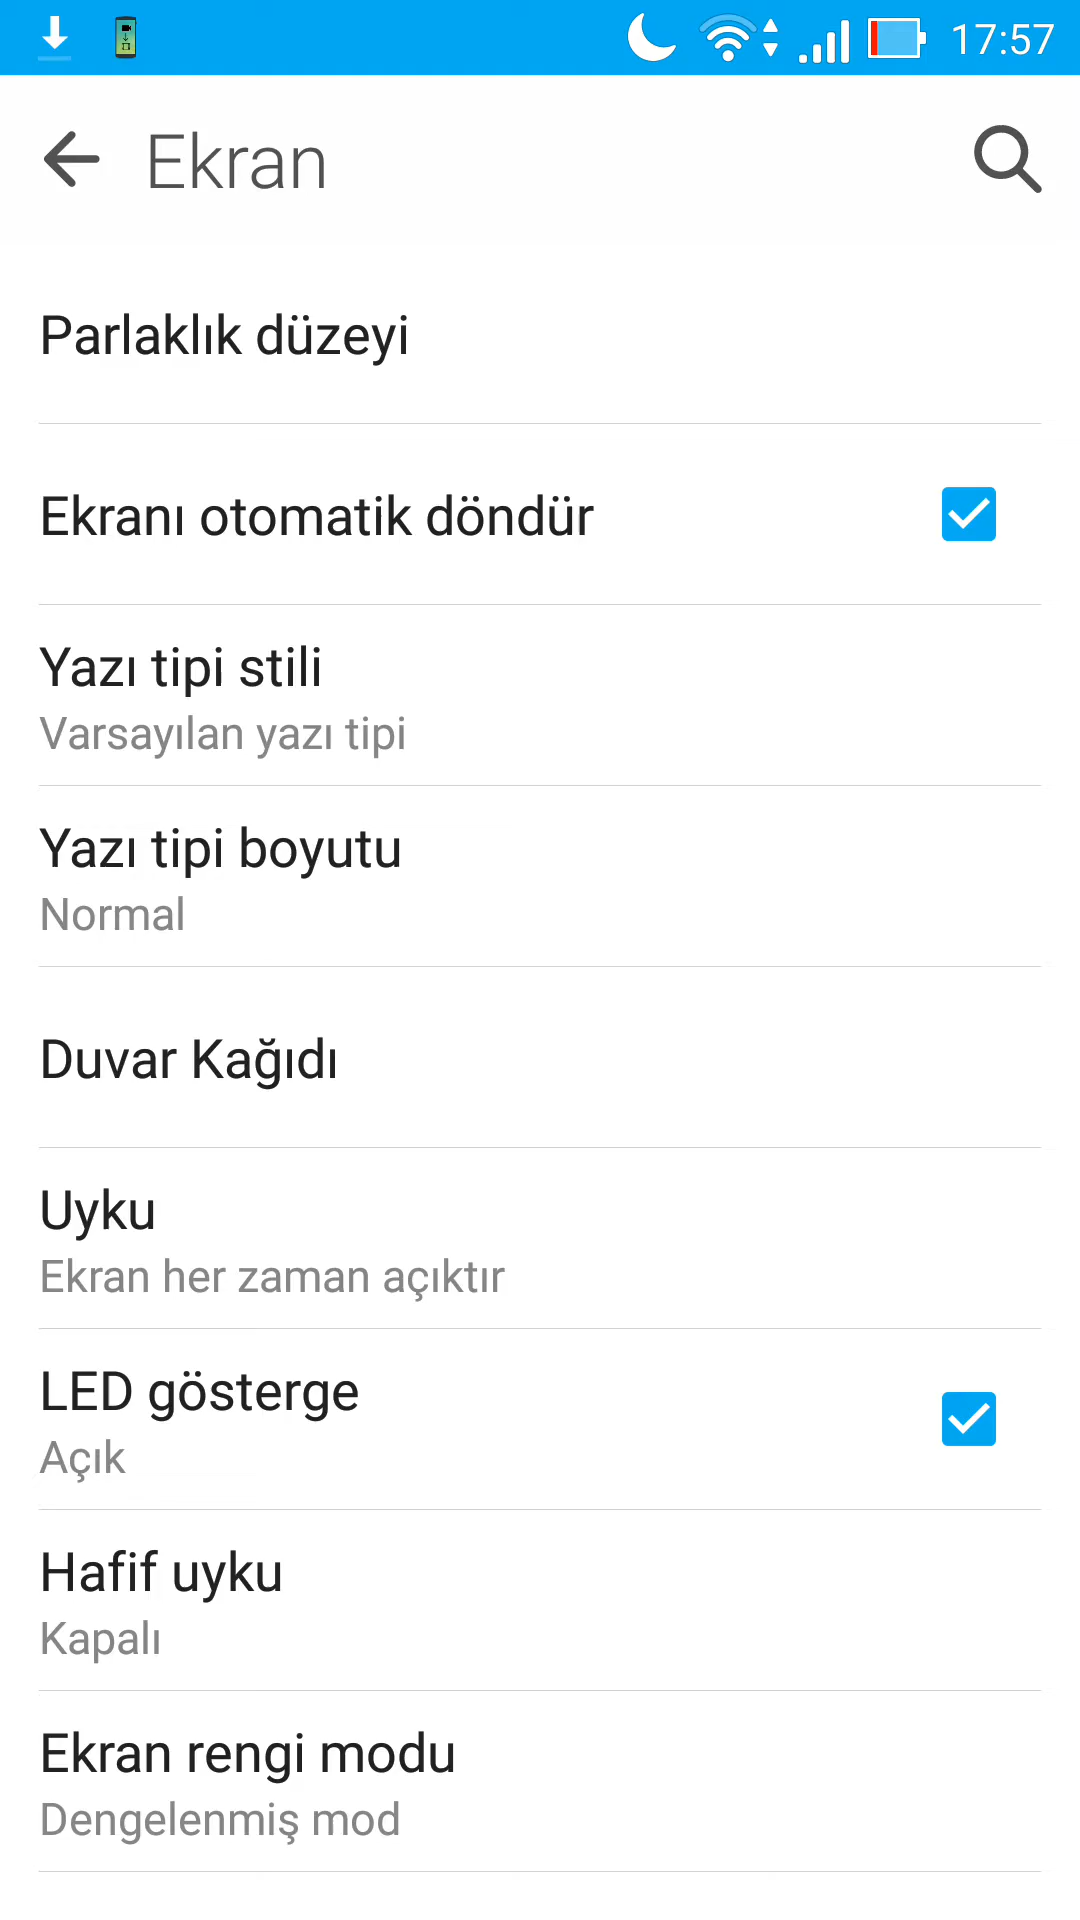 17:57
Ekran
Parlaklık düzeyi
Ekranı otomatik döndür
Yazı tipi stili
Varsayılan yazı tipi
Yazı tipi boyutu
Normal
Duvar Kağıdı
Uyku
Ekran her zaman açıktır
LED gösterge
Açık
Hafif uyku
Kapalı
Ekran rengi modu
Dengelenmiş mod